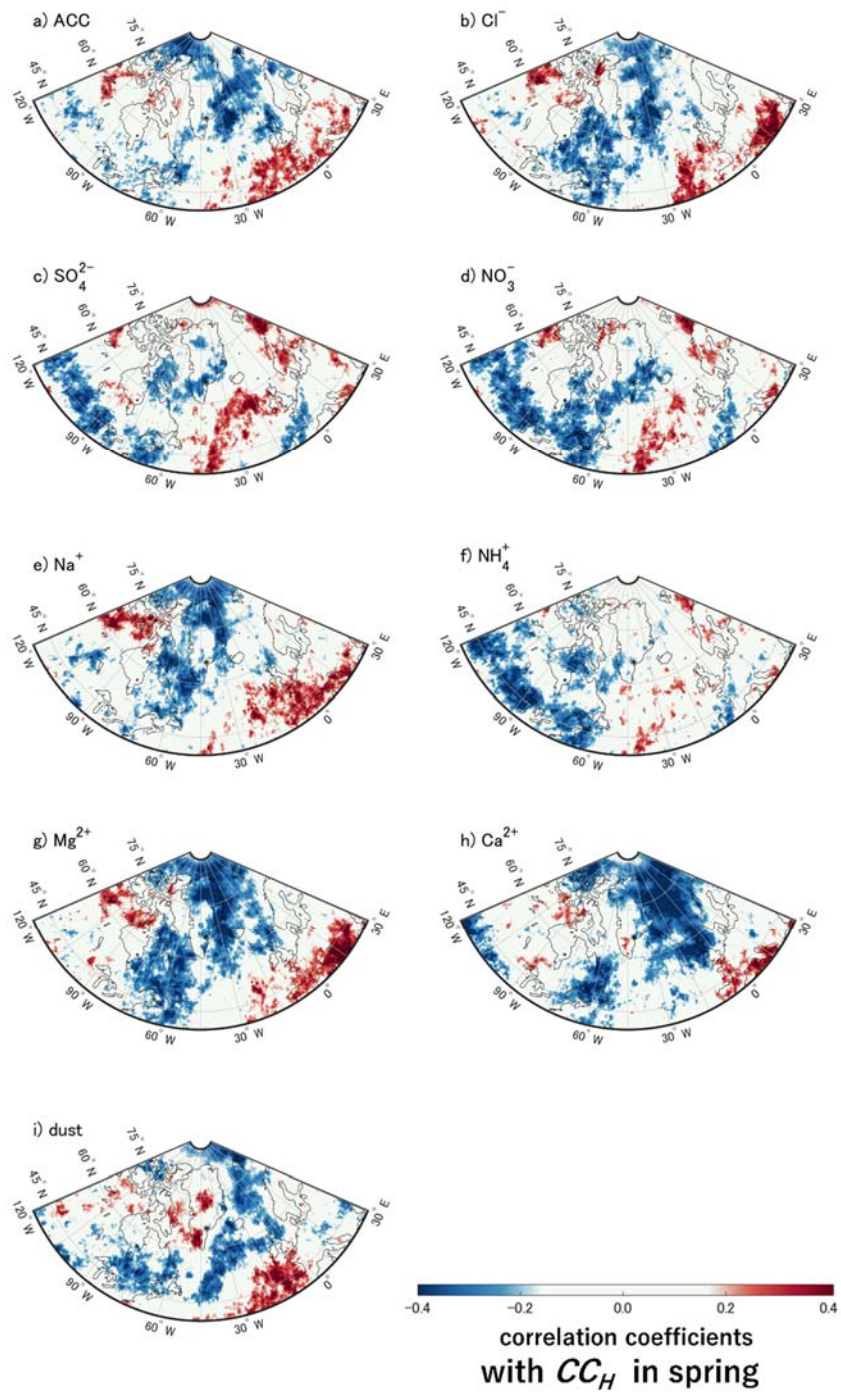 a) ACC
75°
60° N
45° N
120° W
90° W
60° W
30° W
0°
30° E
b) Cl⁻
75°
60° N
45° N
120° W
90° W
60° W
30° W
0°
30° E
c) SO₄²⁻
75°
60° N
45° N
120° W
90° W
60° W
30° W
0°
30° E
d) NO₃⁻
75°
60° N
45° N
120° W
90° W
60° W
30° W
0°
30° E
e) Na⁺
75°
60° N
45° N
120° W
90° W
60° W
30° W
0°
30° E
f) NH₄⁺
75°
60° N
45° N
120° W
90° W
60° W
30° W
0°
30° E
g) Mg²⁺
75°
60° N
45° N
120° W
90° W
60° W
30° W
0°
30° E
h) Ca²⁺
75°
60° N
45° N
120° W
90° W
60° W
30° W
0°
30° E
i) dust
75°
60° N
45° N
120° W
90° W
60° W
30° W
0°
30° E
−0.4 −0.2 0.0 0.2 0.4
correlation coefficients
with CC_H in spring